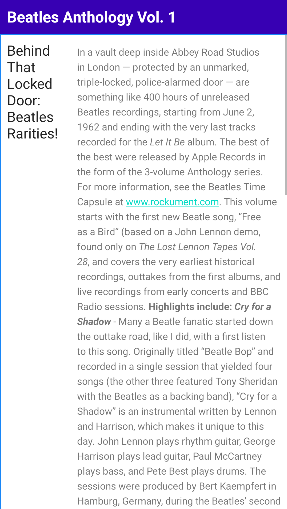 Beatles Anthology Vol. 1
Behind
That
Locked
Door:
Beatles
Rarities!
In a vault deep inside Abbey Road Studios
in London — protected by an unmarked,
triple-locked, police-alarmed door — are
something like 400 hours of unreleased
Beatles recordings, starting from June 2,
1962 and ending with the very last tracks
recorded for the Let It Be album. The best of
the best were released by Apple Records in
the form of the 3-volume Anthology series.
For more information, see the Beatles Time
Capsule at www.rockument.com. This volume
starts with the first new Beatle song, “Free
as a Bird” (based on a John Lennon demo,
found only on The Lost Lennon Tapes Vol.
28, and covers the very earliest historical
recordings, outtakes from the first albums, and
live recordings from early concerts and BBC
Radio sessions. Highlights include: Cry for a
Shadow - Many a Beatle fanatic started down
the outtake road, like I did, with a first listen
to this song. Originally titled “Beatle Bop” and
recorded in a single session that yielded four
songs (the other three featured Tony Sheridan
with the Beatles as a backing band), “Cry for a
Shadow” is an instrumental written by Lennon
and Harrison, which makes it unique to this
day. John Lennon plays rhythm guitar, George
Harrison plays lead guitar, Paul McCartney
plays bass, and Pete Best plays drums. The
sessions were produced by Bert Kaempfert in
Hamburg, Germany, during the Beatles’ second